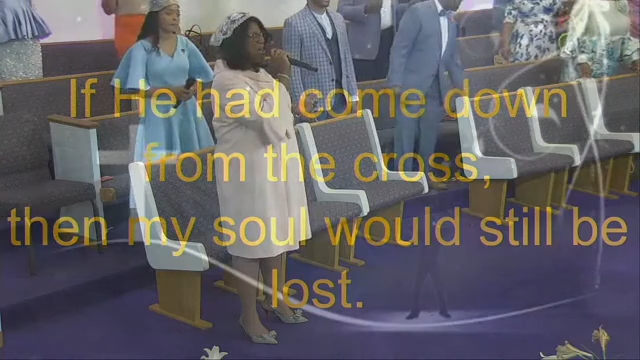 If He had come down
from the cross,
then my soul would still be
lost.